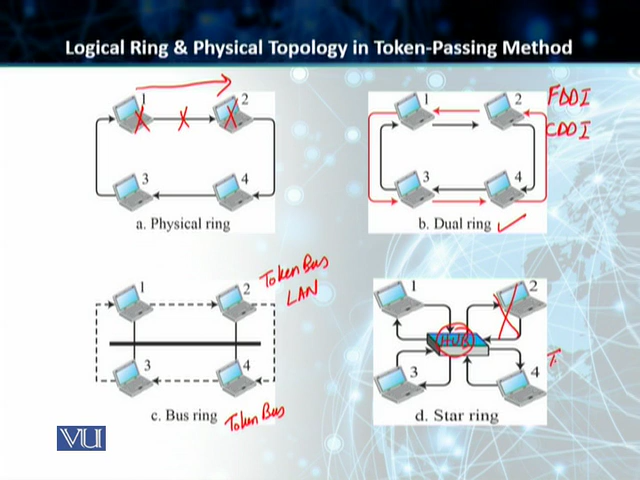 Logical Ring & Physical Topology in Token-Passing Method
1
2
3
4
a. Physical ring
1
2
3
4
FDDI
CDDI
b. Dual ring
1
2
3
4
Token Bus
LAN
c. Bus ring
Token Bus
1
2
3
4
HUB
d. Star ring
VU